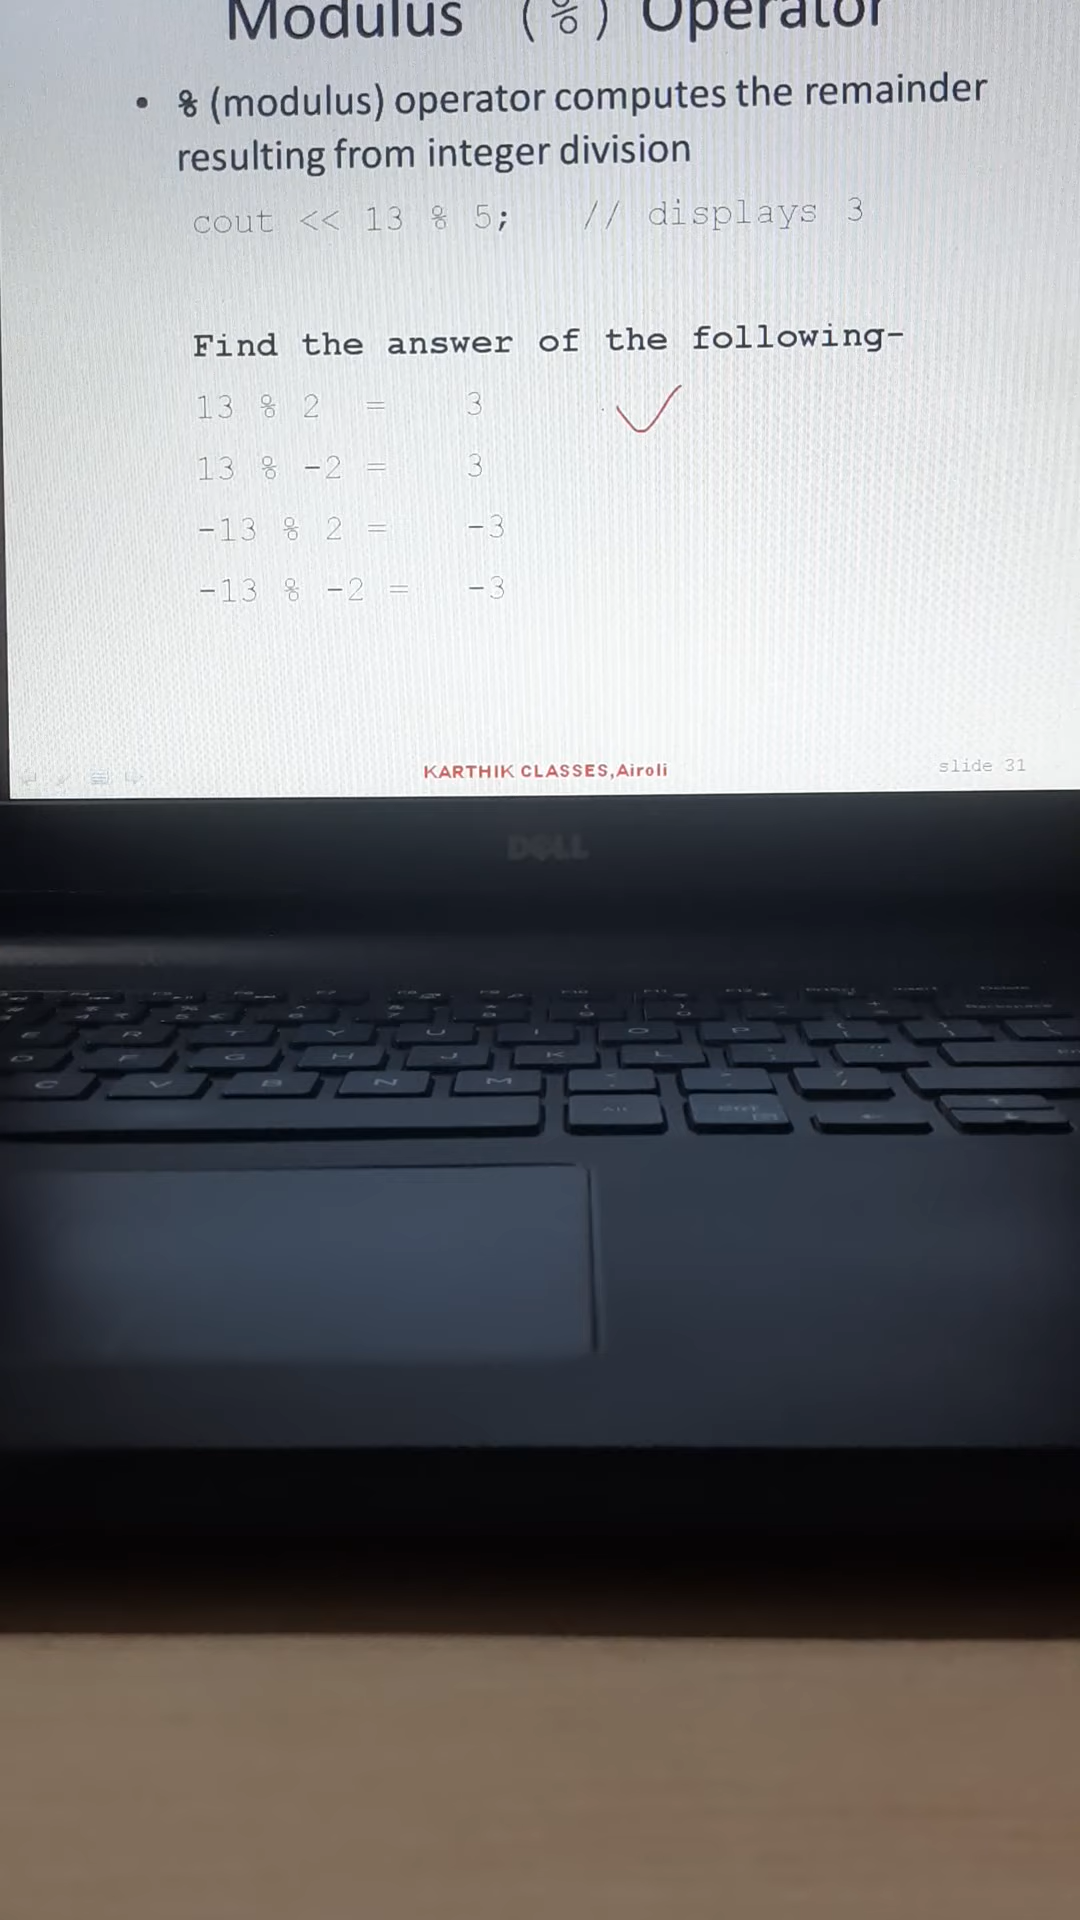 Modulus (%) Operator
• % (modulus) operator computes the remainder
resulting from integer division
cout << 13 % 5; // displays 3
Find the answer of the following-
13 % 2 = 3
13 % -2 = 3
-13 % 2 = -3
-13 % -2 = -3
KARTHIK CLASSES,Airoli
slide 31
DELL
R T Y U I O P
F G H J K L
C V B N M
Alt